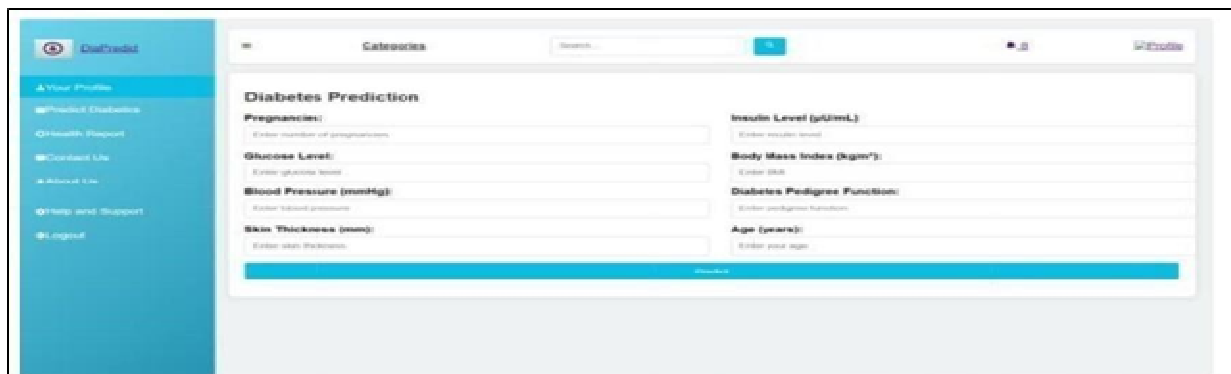 DiaPredict
Categories
Search...
Profile
Your Profile
Predict Diabetics
Health Report
Contact Us
About Us
Help and Support
Logout
Diabetes Prediction
Pregnancies:
Enter number of pregnancies
Insulin Level (µU/mL):
Enter insulin level
Glucose Level:
Enter glucose level
Body Mass Index (kg/m²):
Enter BMI
Blood Pressure (mmHg):
Enter blood pressure
Diabetes Pedigree Function:
Enter pedigree function
Skin Thickness (mm):
Enter skin thickness
Age (years):
Enter your age
Predict